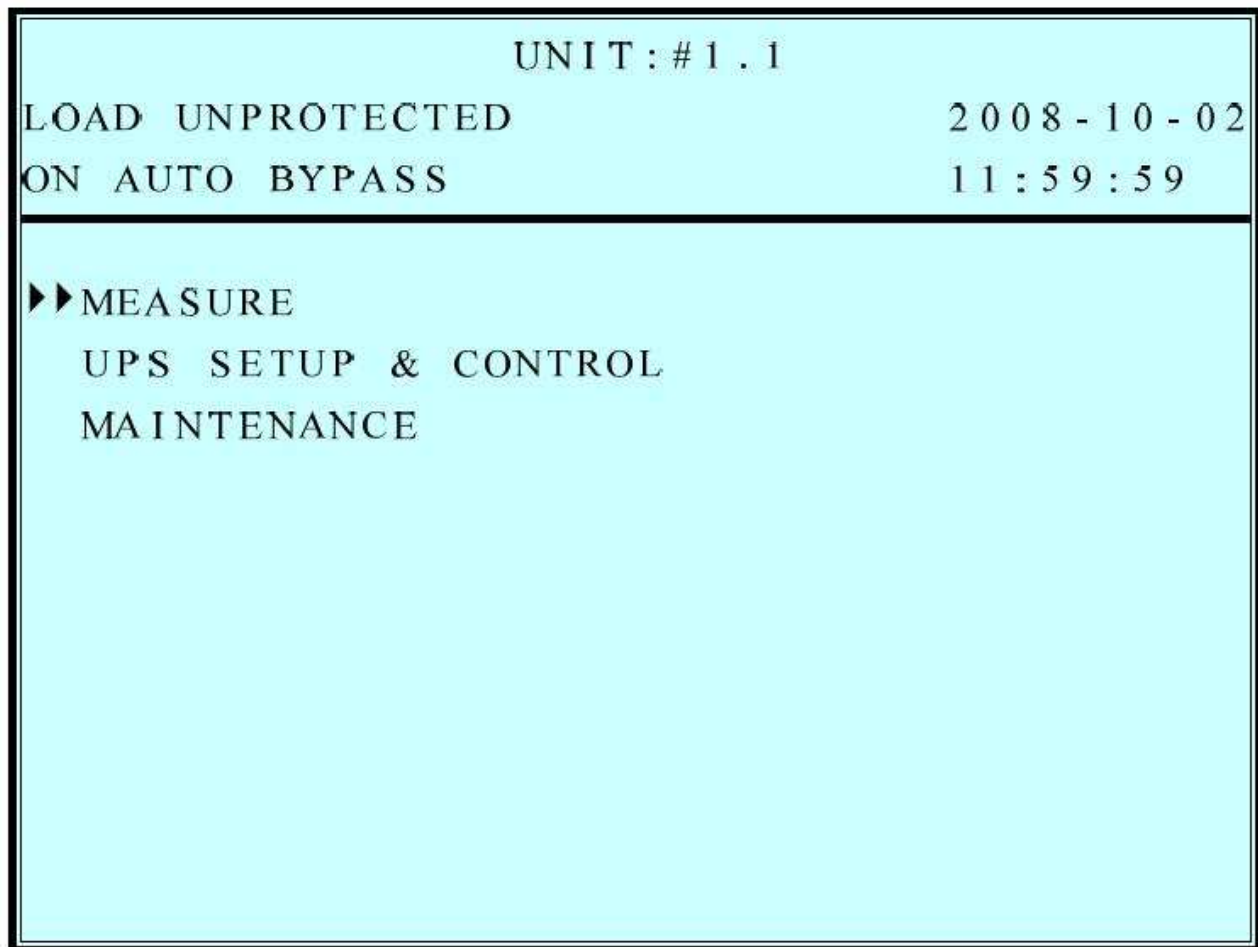 UNIT:#1.1
LOAD UNPROTECTED 2008-10-02
ON AUTO BYPASS 11:59:59
MEASURE
UPS SETUP & CONTROL
MAINTENANCE